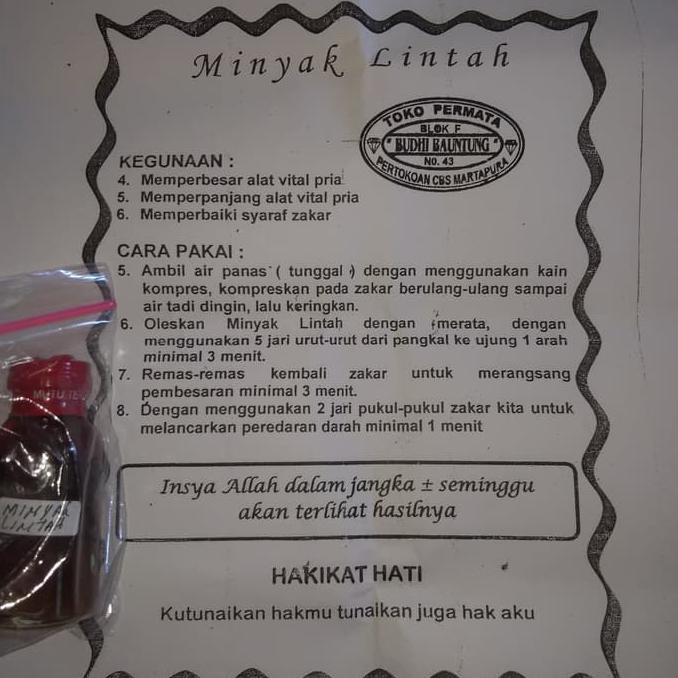 Minyak Lintah
TOKO PERMATA
BLOK F
" BUDHI BAUNTUNG "
NO. 43
PERTOKOAN CBS MARTAPURA
KEGUNAAN :
4. Memperbesar alat vital pria
5. Memperpanjang alat vital pria
6. Memperbaiki syaraf zakar
CARA PAKAI :
5. Ambil air panas ( tunggal ) dengan menggunakan kain
kompres, kompreskan pada zakar berulang-ulang sampai
air tadi dingin, lalu keringkan.
6. Oleskan Minyak Lintah dengan merata, dengan
menggunakan 5 jari urut-urut dari pangkal ke ujung 1 arah
minimal 3 menit.
7. Remas-remas kembali zakar untuk merangsang
pembesaran minimal 3 menit.
8. Dengan menggunakan 2 jari pukul-pukul zakar kita untuk
melancarkan peredaran darah minimal 1 menit
Insya Allah dalam jangka ± seminggu
akan terlihat hasilnya
HAKIKAT HATI
Kutunaikan hakmu tunaikan juga hak aku
MUTU
MINYAK
LINTAH